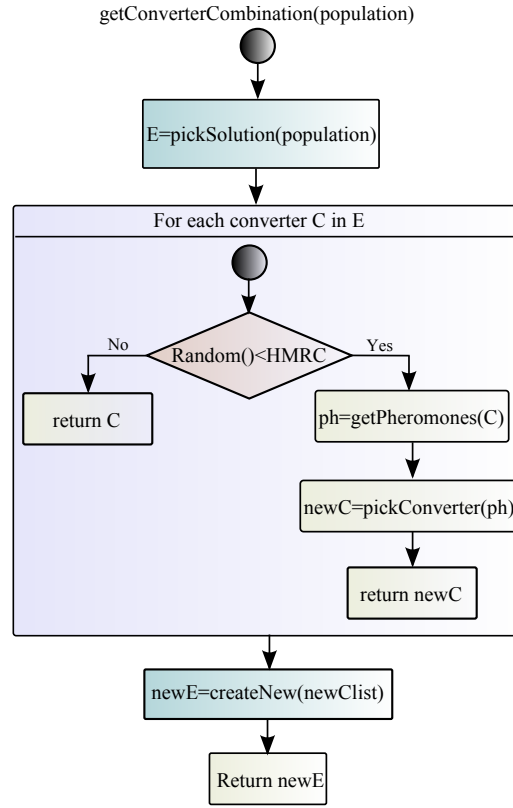 getConverterCombination(population)
E=pickSolution(population)
For each converter C in E
Random()<HMRC
No
Yes
return C
ph=getPheromones(C)
newC=pickConverter(ph)
return newC
newE=createNew(newClist)
Return newE